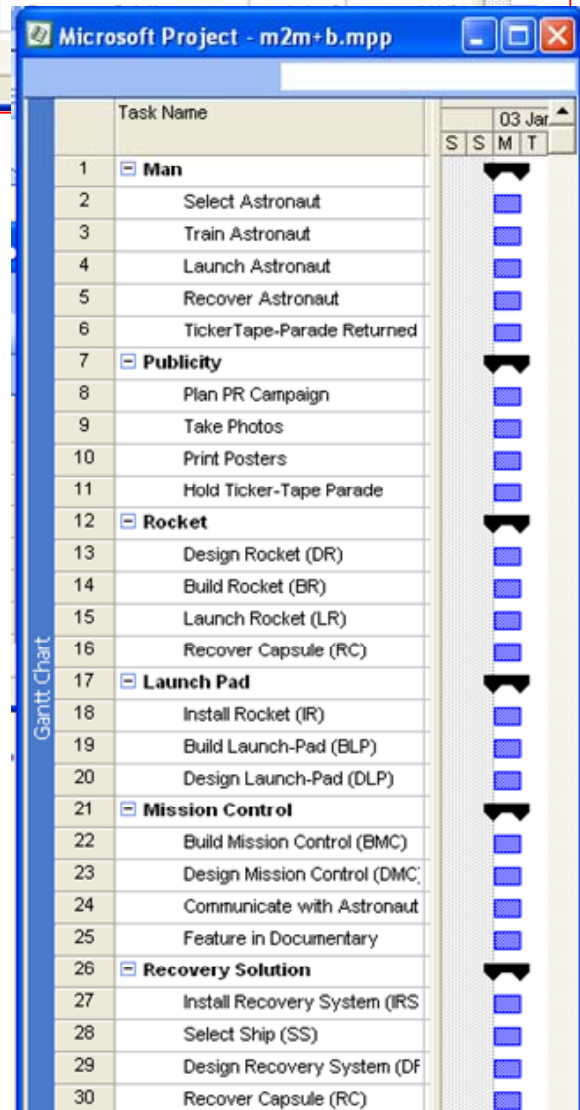 Microsoft Project - m2m+b.mpp
Task Name
03 Jar
S S M T
1 Man
2 Select Astronaut
3 Train Astronaut
4 Launch Astronaut
5 Recover Astronaut
6 TickerTape-Parade Returned
7 Publicity
8 Plan PR Campaign
9 Take Photos
10 Print Posters
11 Hold Ticker-Tape Parade
12 Rocket
13 Design Rocket (DR)
14 Build Rocket (BR)
15 Launch Rocket (LR)
16 Recover Capsule (RC)
17 Launch Pad
18 Install Rocket (IR)
19 Build Launch-Pad (BLP)
20 Design Launch-Pad (DLP)
21 Mission Control
22 Build Mission Control (BMC)
23 Design Mission Control (DMC)
24 Communicate with Astronaut
25 Feature in Documentary
26 Recovery Solution
27 Install Recovery System (IRS
28 Select Ship (SS)
29 Design Recovery System (DF
30 Recover Capsule (RC)
Gantt Chart